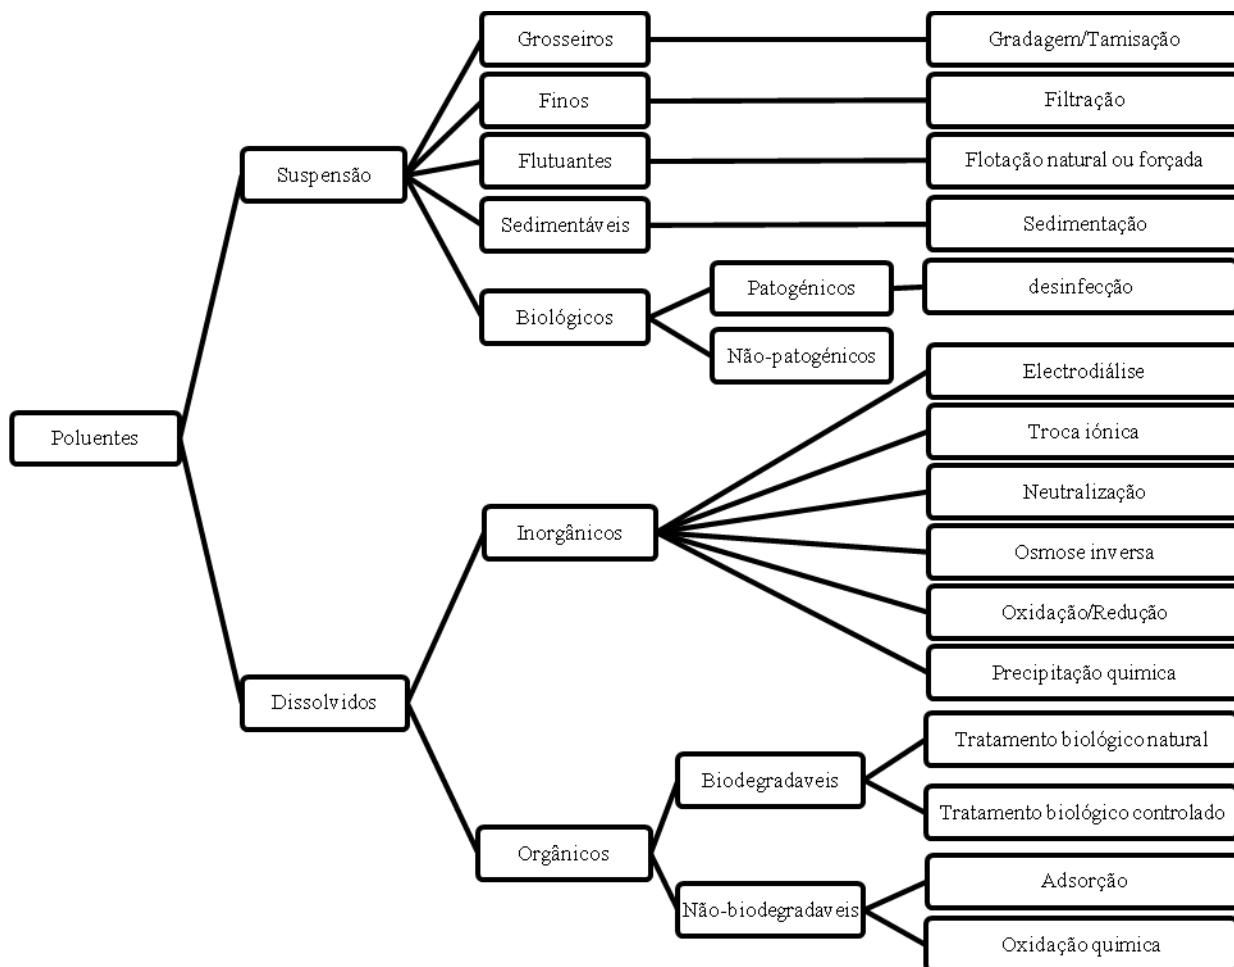 Grosseiros
Gradagem/Tamisação
Finos
Filtração
Flutuantes
Flotação natural ou forçada
Suspensão
Sedimentáveis
Sedimentação
Patogénicos
desinfecção
Biológicos
Não-patogénicos
Electrodiálise
Troca iónica
Poluentes
Neutralização
Inorgânicos
Osmose inversa
Oxidação/Redução
Precipitação quimica
Dissolvidos
Tratamento biológico natural
Biodegradaveis
Tratamento biológico controlado
Orgânicos
Adsorção
Não-biodegradaveis
Oxidação quimica